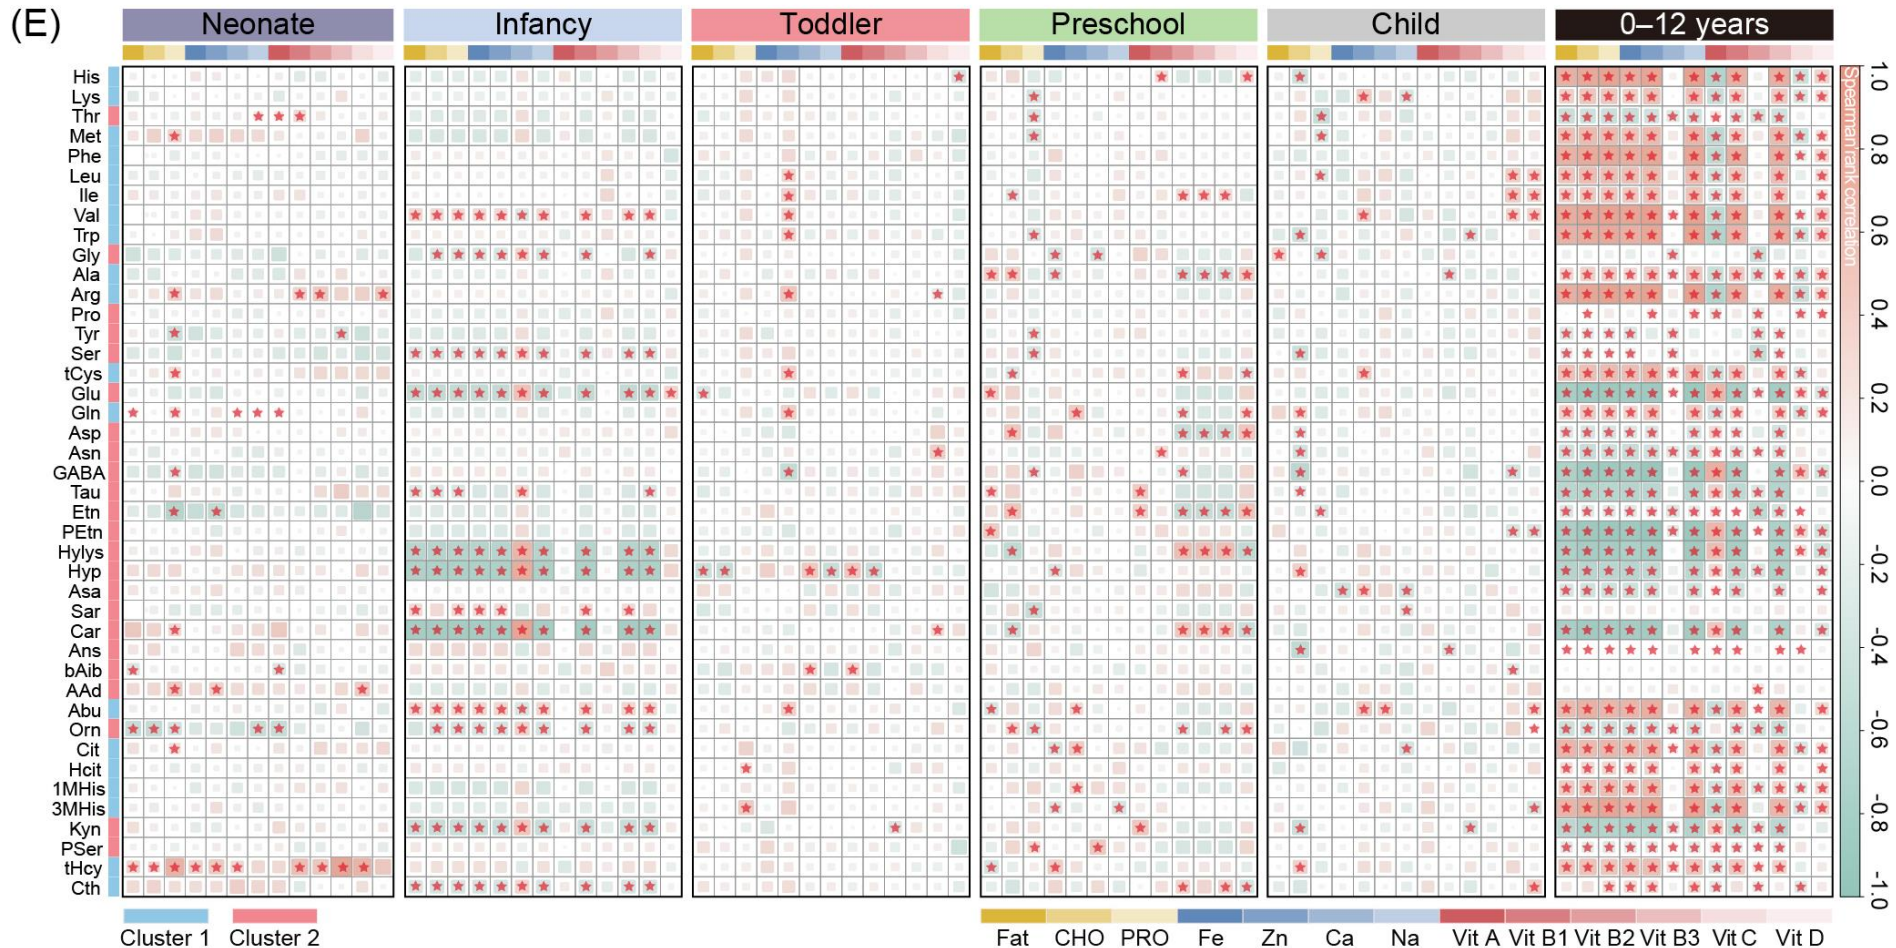 (E)
Neonate
Infancy
Toddler
Preschool
Child
0–12 years
His
Lys
Thr
Met
Phe
Leu
Ile
Val
Trp
Gly
Ala
Arg
Pro
Tyr
Ser
tCys
Glu
Gln
Asp
Asn
GABA
Tau
Etn
PEtn
Hylys
Hyp
Asa
Sar
Car
Ans
bAib
AAd
Abu
Orn
Cit
Hcit
1MHis
3MHis
Kyn
PSer
tHcy
Cth
Spearman rank correlation
1.0
0.8
0.6
0.4
0.2
0.0
-0.2
-0.4
-0.6
-0.8
-1.0
Cluster 1 Cluster 2
Fat CHO PRO Fe Zn Ca Na Vit A Vit B1 Vit B2 Vit B3 Vit C Vit D